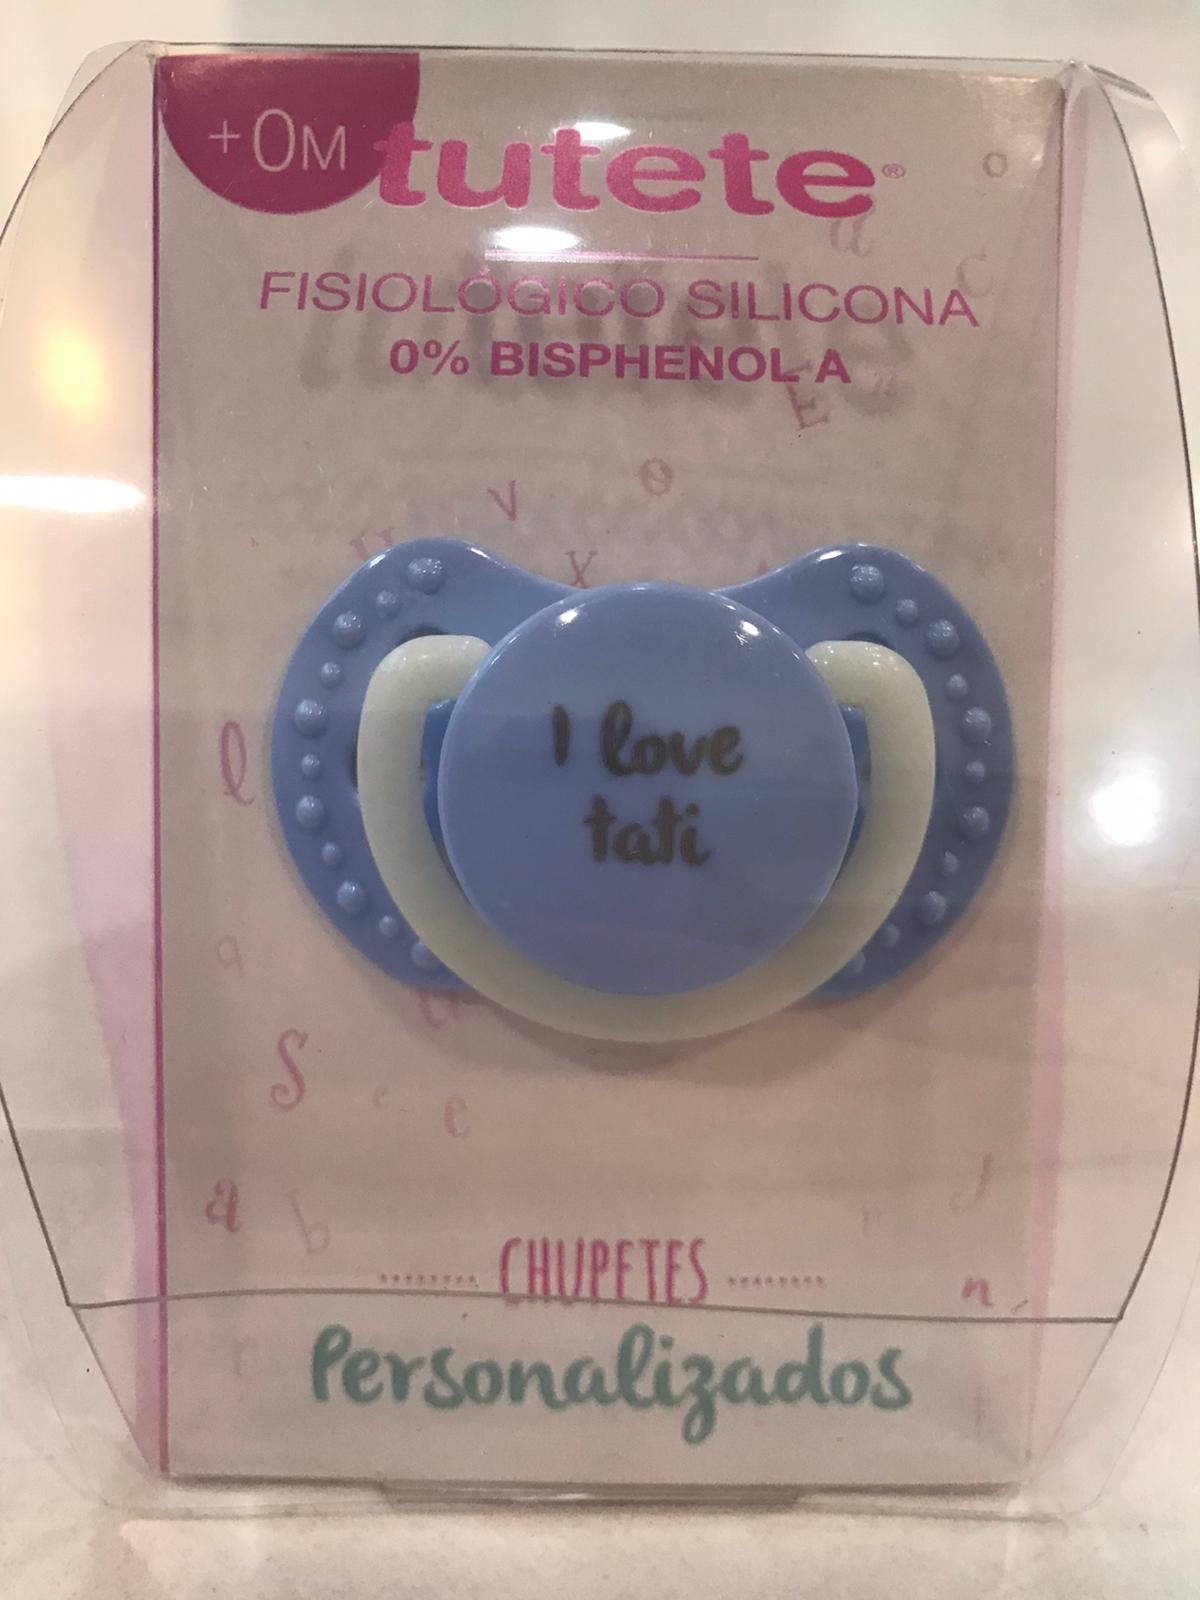 +0M
tutete®
FISIOLÓGICO SILICONA
0% BISPHENOL A
I love
tati
CHUPETES
Personalizados